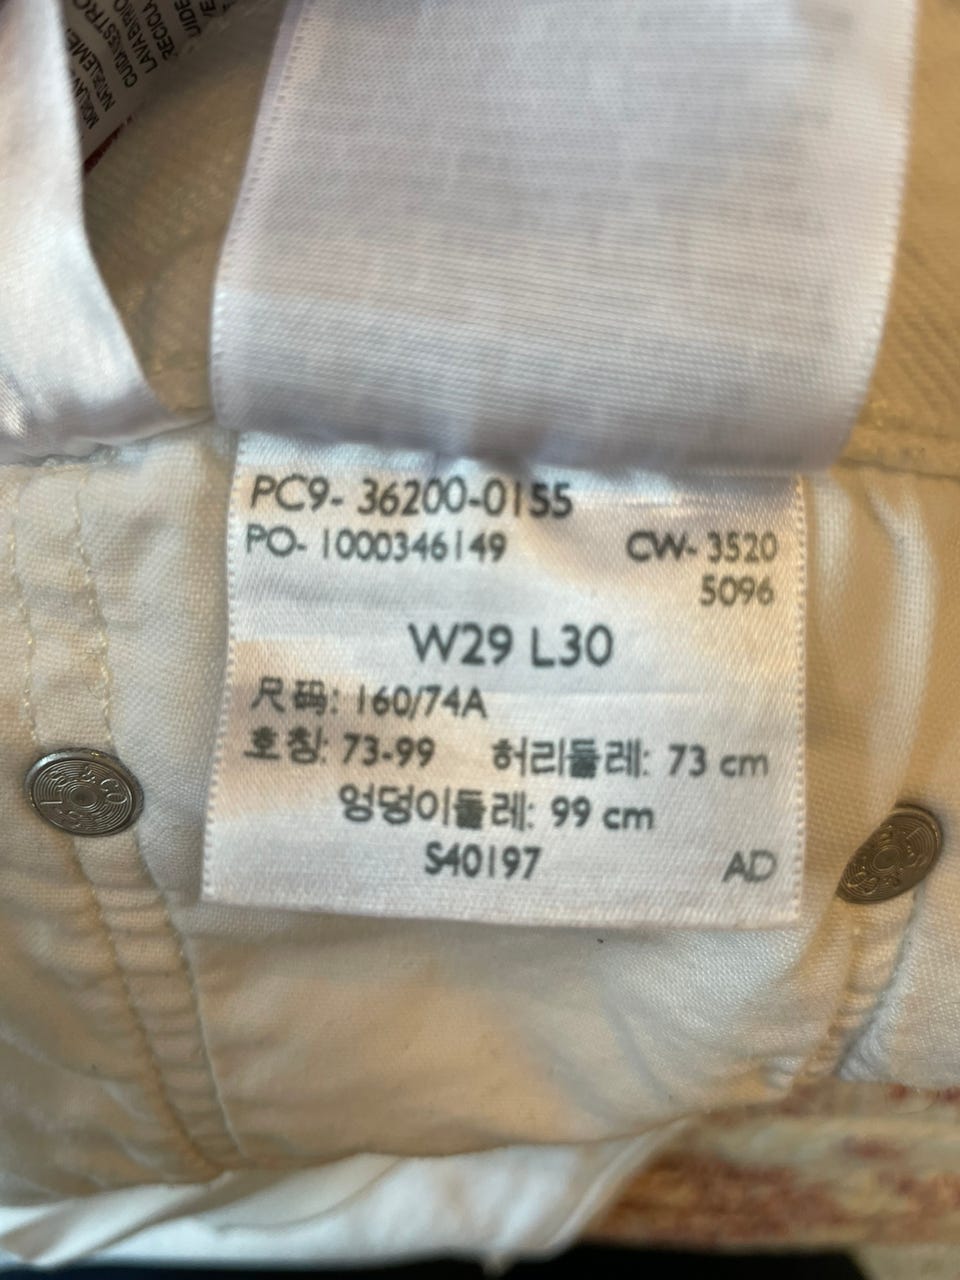 RECICLA
PC9- 36200-0155
PO- 1000346149 CW- 3520
5096
W29 L30
尺码: 160/74A
호칭: 73-99 허리둘레: 73 cm
엉덩이둘레: 99 cm
S40197 AD